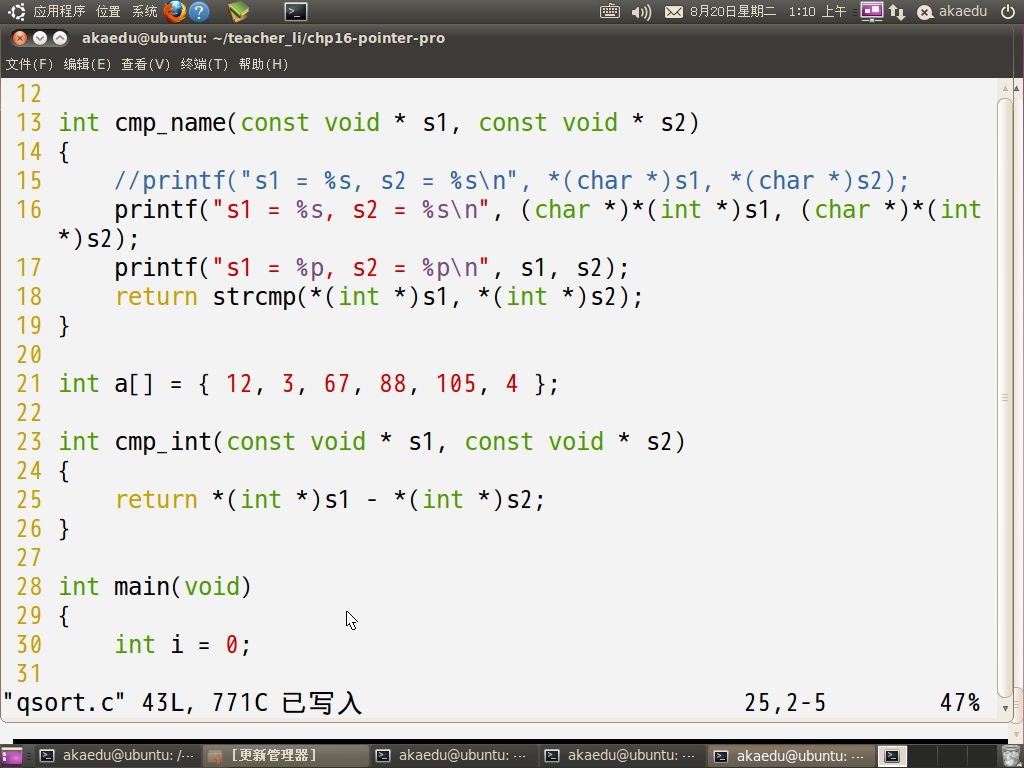 应用程序 位置 系统 8月20日星期二 1:10 上午 akaedu
akaedu@ubuntu: ~/teacher_li/chp16-pointer-pro
文件(F) 编辑(E) 查看(V) 终端(T) 帮助(H)
12
13 int cmp_name(const void * s1, const void * s2)
14 {
15     //printf("s1 = %s, s2 = %s\n", *(char *)s1, *(char *)s2);
16     printf("s1 = %s, s2 = %s\n", (char *)*(int *)s1, (char *)*(int
*)s2);
17     printf("s1 = %p, s2 = %p\n", s1, s2);
18     return strcmp(*(int *)s1, *(int *)s2);
19 }
20
21 int a[] = { 12, 3, 67, 88, 105, 4 };
22
23 int cmp_int(const void * s1, const void * s2)
24 {
25     return *(int *)s1 - *(int *)s2;
26 }
27
28 int main(void)
29 {
30     int i = 0;
31
"qsort.c" 43L, 771C 已写入 25,2-5 47%
akaedu@ubuntu: /··· [更新管理器] akaedu@ubuntu: ··· akaedu@ubuntu: ··· akaedu@ubuntu: ···